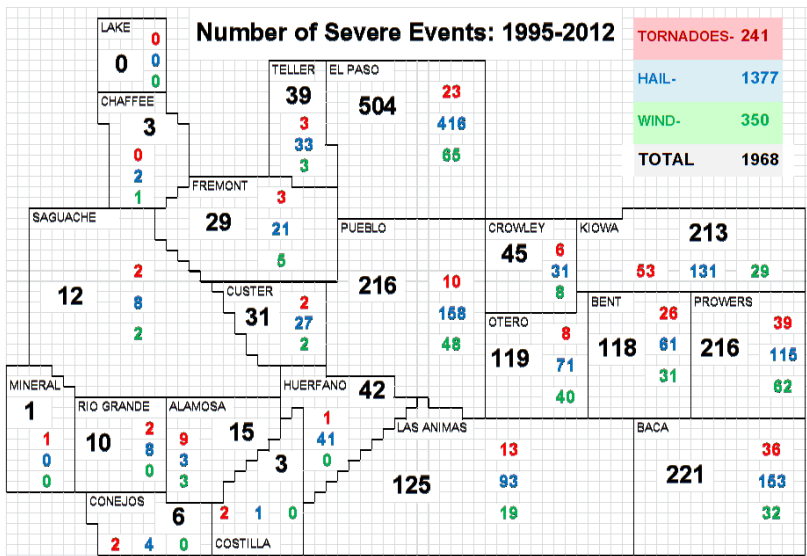 Number of Severe Events: 1995-2012
TORNADOES- 241
HAIL- 1377
WIND- 350
TOTAL 1968
LAKE
0
0
0
0
CHAFFEE
3
0
2
1
TELLER
39
3
33
3
EL PASO
504
23
416
65
FREMONT
29
3
21
5
SAGUACHE
12
2
8
2
CUSTER
31
2
27
2
PUEBLO
216
10
158
48
CROWLEY
45
6
31
8
KIOWA
213
53 131 29
OTERO
119
8
71
40
BENT
118
26
61
31
PROWERS
216
39
115
62
MINERAL
1
1
0
0
RIO GRANDE
10
2
8
0
ALAMOSA
15
9
3
3
HUERFANO
42
1
41
0
LAS ANIMAS
125
13
93
19
BACA
221
36
153
32
CONEJOS
6
2 4 0
3
2 1 0
COSTILLA